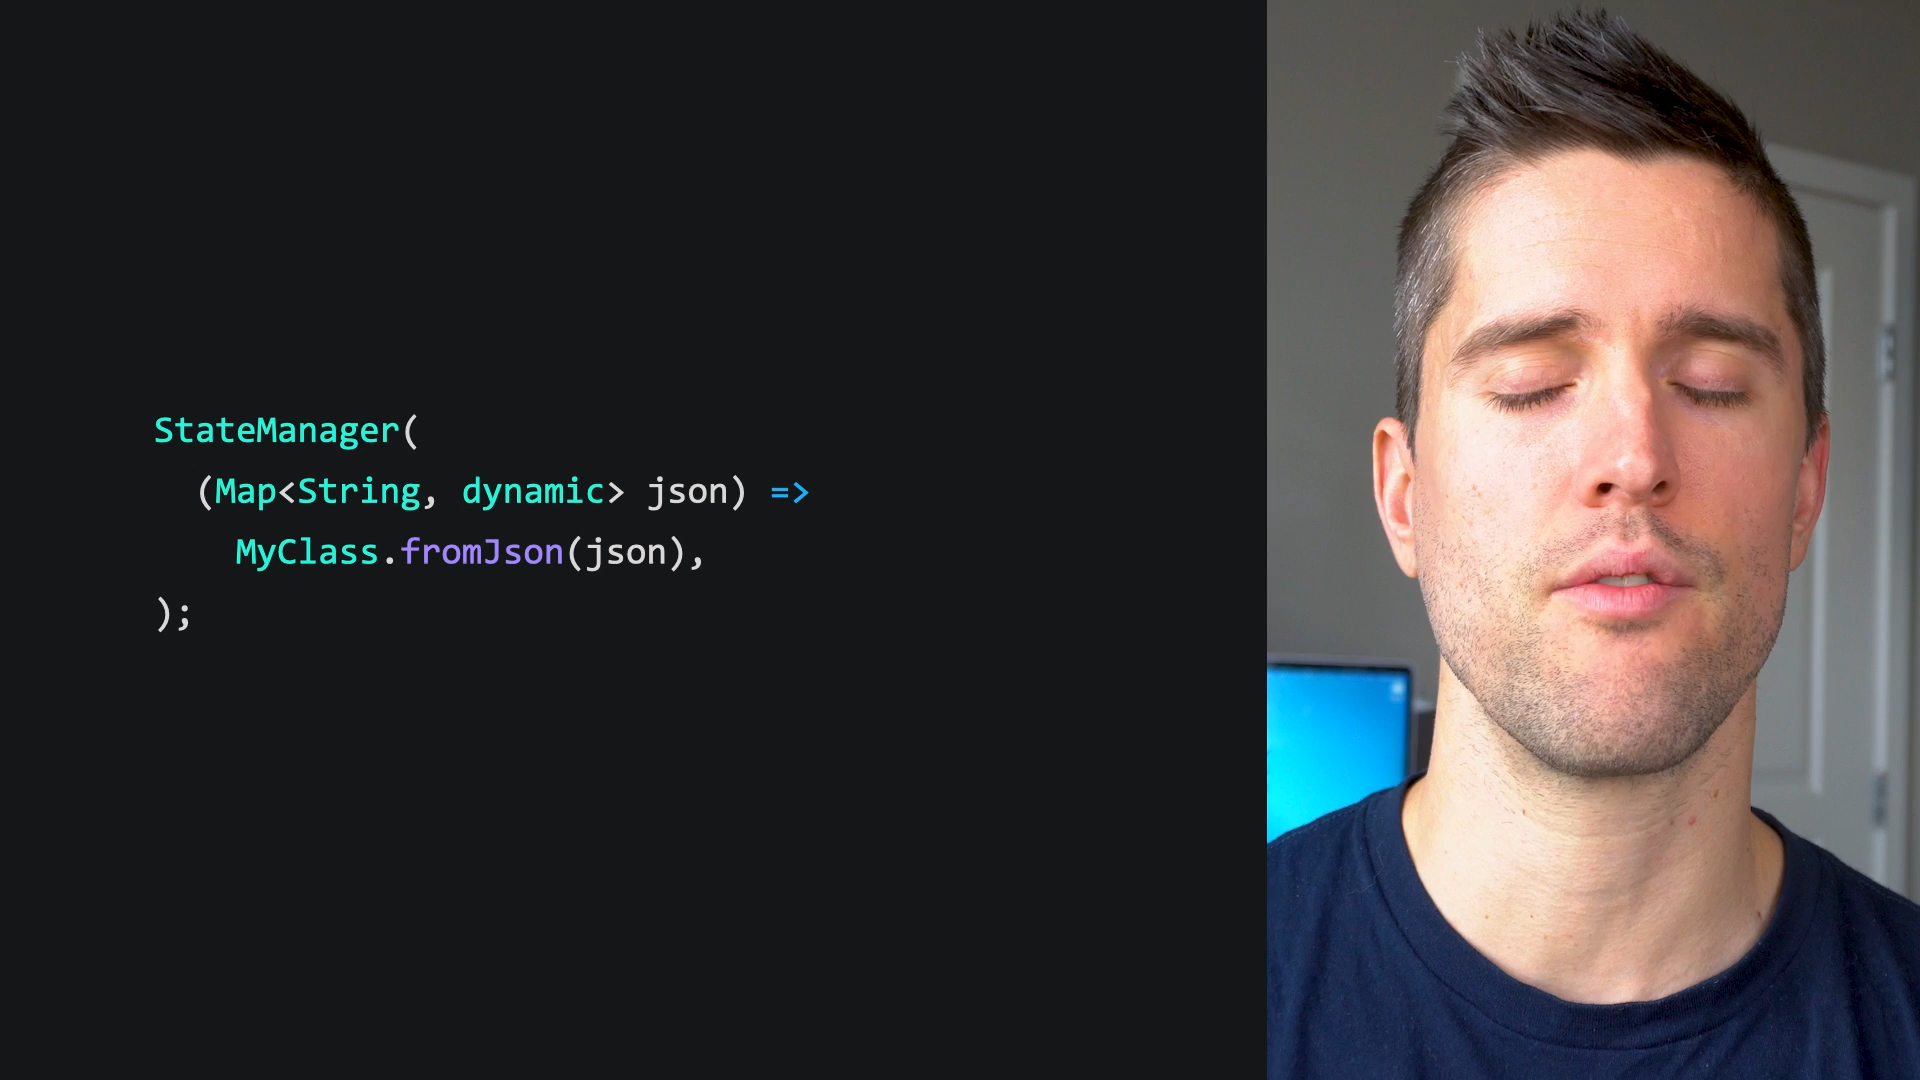 StateManager(
(Map<String, dynamic> json) =>
MyClass.fromJson(json),
);